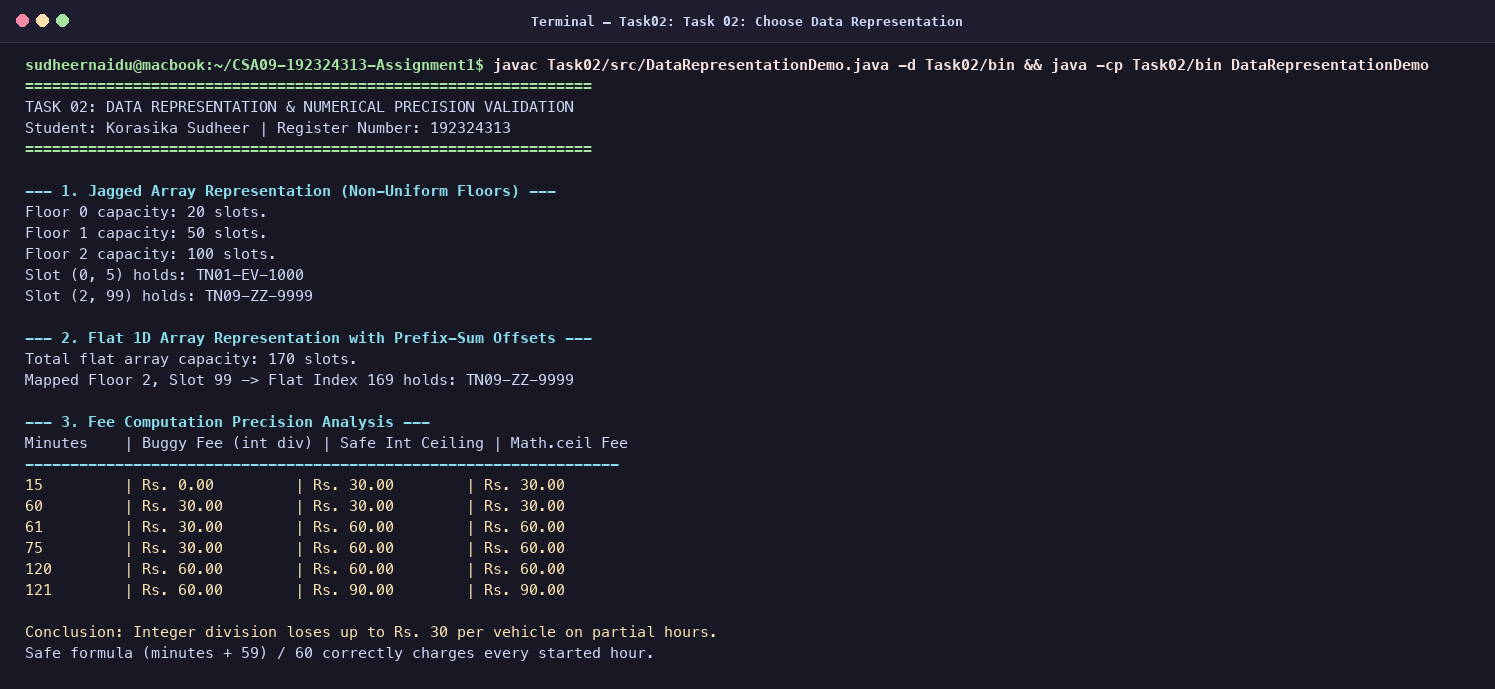 Terminal — Task02: Task 02: Choose Data Representation
sudheernaidu@macbook:~/CSA09-192324313-Assignment1$ javac Task02/src/DataRepresentationDemo.java -d Task02/bin && java -cp Task02/bin DataRepresentationDemo
===============================================================
TASK 02: DATA REPRESENTATION & NUMERICAL PRECISION VALIDATION
Student: Korasika Sudheer | Register Number: 192324313
===============================================================
--- 1. Jagged Array Representation (Non-Uniform Floors) ---
Floor 0 capacity: 20 slots.
Floor 1 capacity: 50 slots.
Floor 2 capacity: 100 slots.
Slot (0, 5) holds: TN01-EV-1000
Slot (2, 99) holds: TN09-ZZ-9999
--- 2. Flat 1D Array Representation with Prefix-Sum Offsets ---
Total flat array capacity: 170 slots.
Mapped Floor 2, Slot 99 -> Flat Index 169 holds: TN09-ZZ-9999
--- 3. Fee Computation Precision Analysis ---
Minutes    | Buggy Fee (int div) | Safe Int Ceiling | Math.ceil Fee
------------------------------------------------------------------
15         | Rs. 0.00         | Rs. 30.00        | Rs. 30.00
60         | Rs. 30.00        | Rs. 30.00        | Rs. 30.00
61         | Rs. 30.00        | Rs. 60.00        | Rs. 60.00
75         | Rs. 30.00        | Rs. 60.00        | Rs. 60.00
120        | Rs. 60.00        | Rs. 60.00        | Rs. 60.00
121        | Rs. 60.00        | Rs. 90.00        | Rs. 90.00
Conclusion: Integer division loses up to Rs. 30 per vehicle on partial hours.
Safe formula (minutes + 59) / 60 correctly charges every started hour.